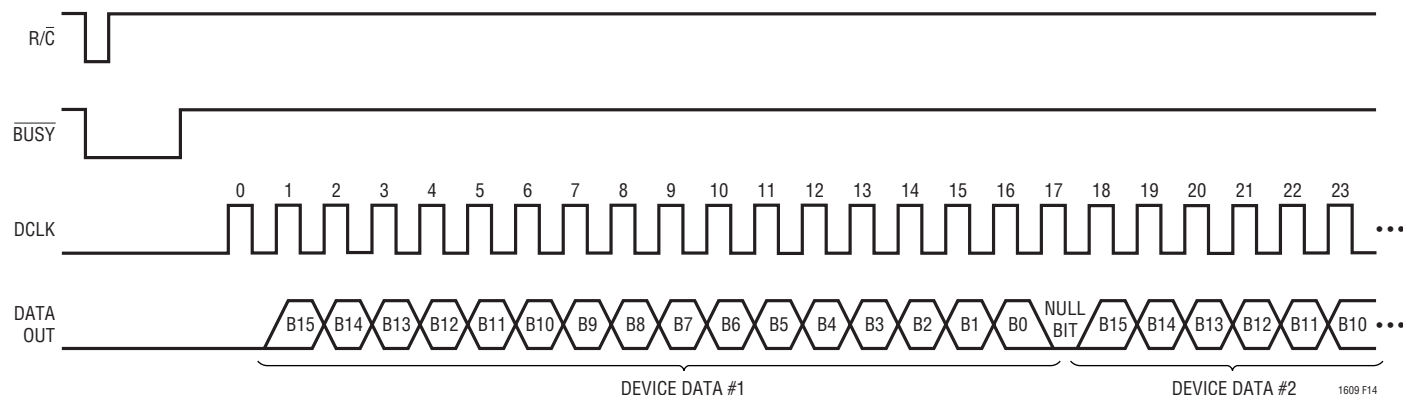 R/C̅
B̅U̅S̅Y̅
0 1 2 3 4 5 6 7 8 9 10 11 12 13 14 15 16 17 18 19 20 21 22 23
DCLK
•••
DATA
OUT
B15 B14 B13 B12 B11 B10 B9 B8 B7 B6 B5 B4 B3 B2 B1 B0 NULL BIT B15 B14 B13 B12 B11 B10 •••
DEVICE DATA #1 DEVICE DATA #2
1609 F14